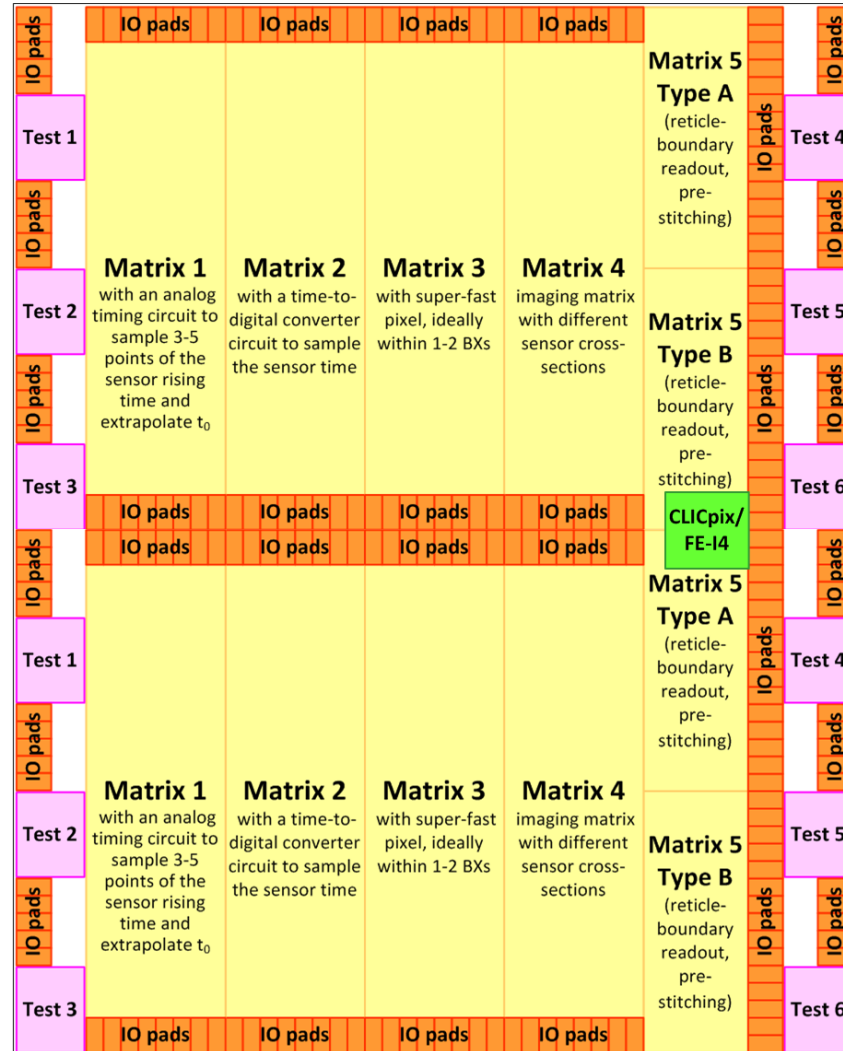 IO pads
IO pads
IO pads
IO pads
IO pads
IO pads
Test 1
IO pads
Test 2
IO pads
Test 3
Matrix 1
with an analog
timing circuit to
sample 3-5
points of the
sensor rising
time and
extrapolate t₀
Matrix 2
with a time-to-
digital converter
circuit to sample
the sensor time
Matrix 3
with super-fast
pixel, ideally
within 1-2 BXs
Matrix 4
imaging matrix
with different
sensor cross-
sections
Matrix 5
Type A
(reticle-
boundary
readout,
pre-
stitching)
Matrix 5
Type B
(reticle-
boundary
readout,
pre-
stitching)
IO pads
IO pads
Test 4
IO pads
Test 5
IO pads
Test 6
IO pads
IO pads
IO pads
IO pads
CLICpix/
FE-I4
IO pads
IO pads
IO pads
IO pads
IO pads
IO pads
Test 1
IO pads
Test 2
IO pads
Test 3
Matrix 1
with an analog
timing circuit to
sample 3-5
points of the
sensor rising
time and
extrapolate t₀
Matrix 2
with a time-to-
digital converter
circuit to sample
the sensor time
Matrix 3
with super-fast
pixel, ideally
within 1-2 BXs
Matrix 4
imaging matrix
with different
sensor cross-
sections
Matrix 5
Type A
(reticle-
boundary
readout,
pre-
stitching)
Matrix 5
Type B
(reticle-
boundary
readout,
pre-
stitching)
IO pads
IO pads
Test 4
IO pads
Test 5
IO pads
Test 6
IO pads
IO pads
IO pads
IO pads